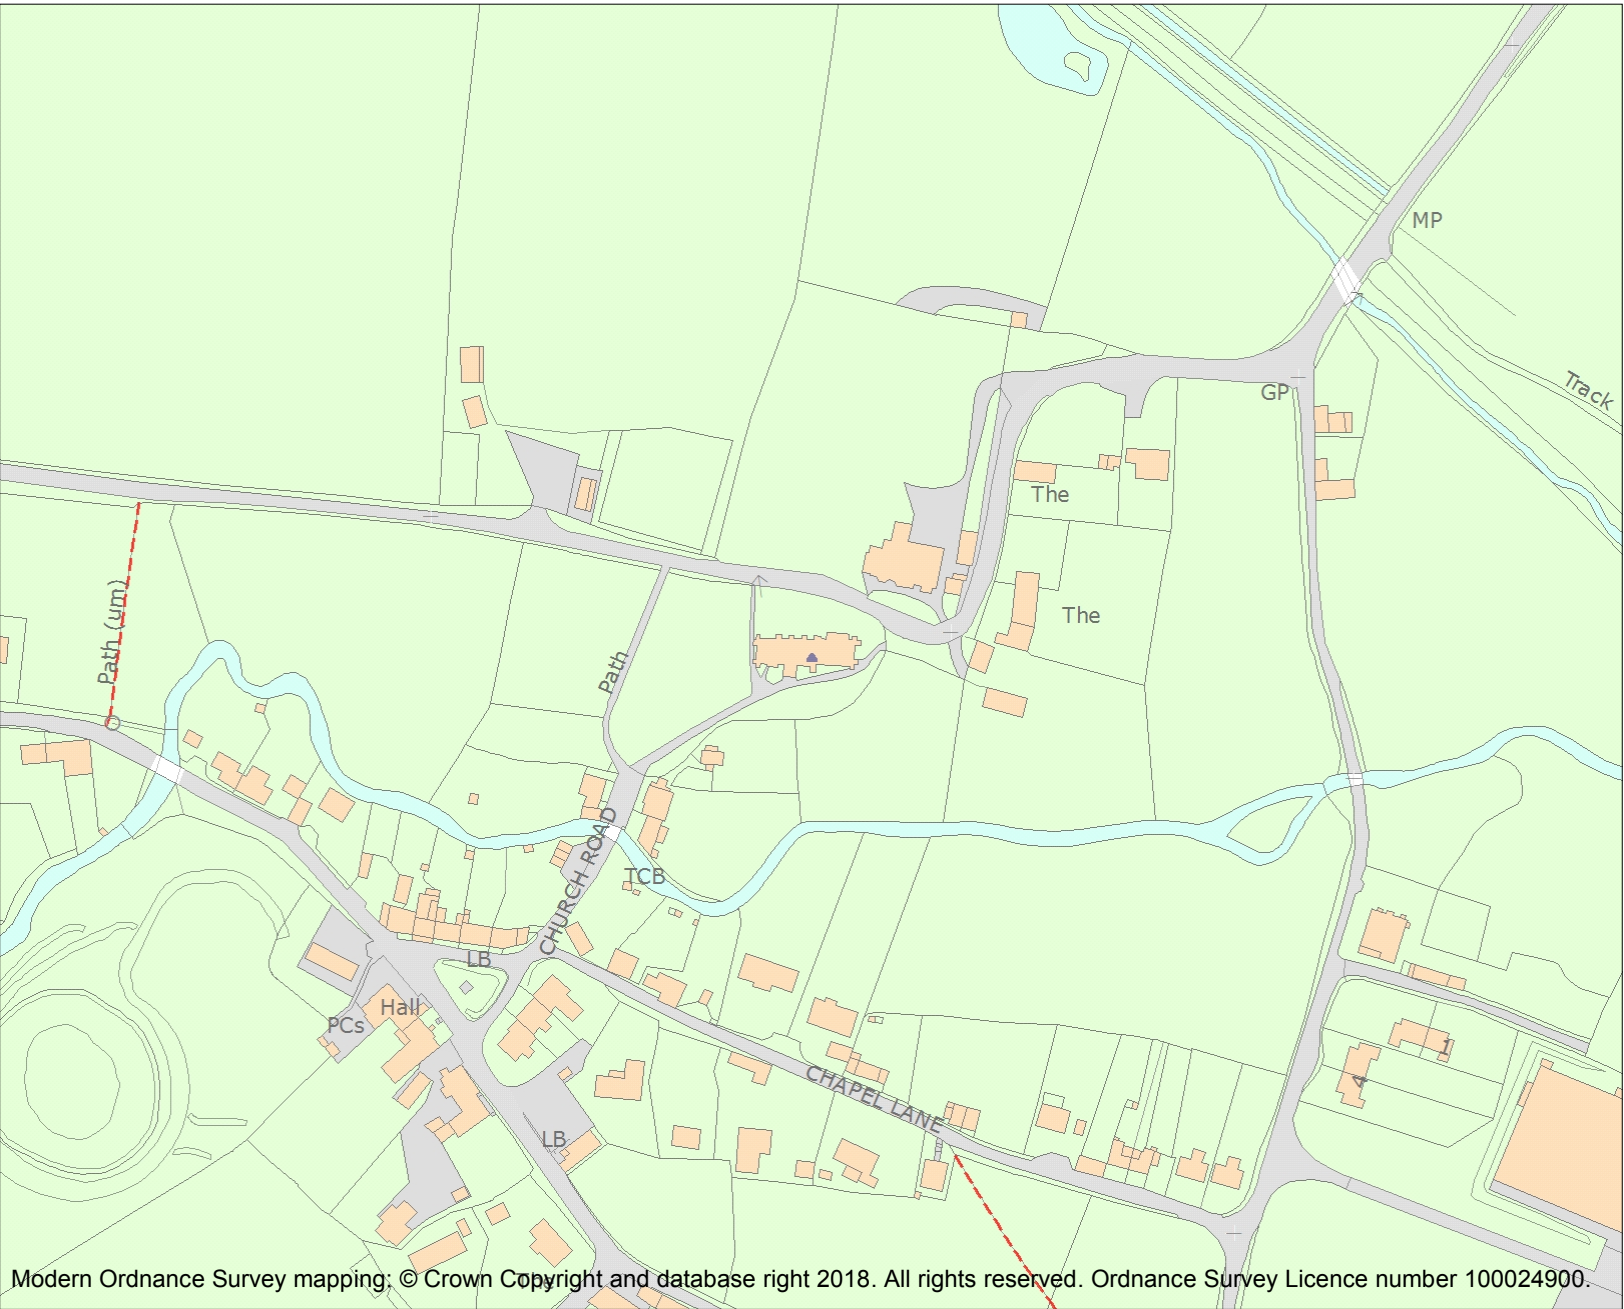 MP
Track
GP
The
The
Path (um)
Path
CHURCH ROAD
TCB
LB
Hall
PCs
1
4
CHAPEL LANE
LB
The
Modern Ordnance Survey mapping: © Crown Copyright and database right 2018. All rights reserved. Ordnance Survey Licence number 100024900.